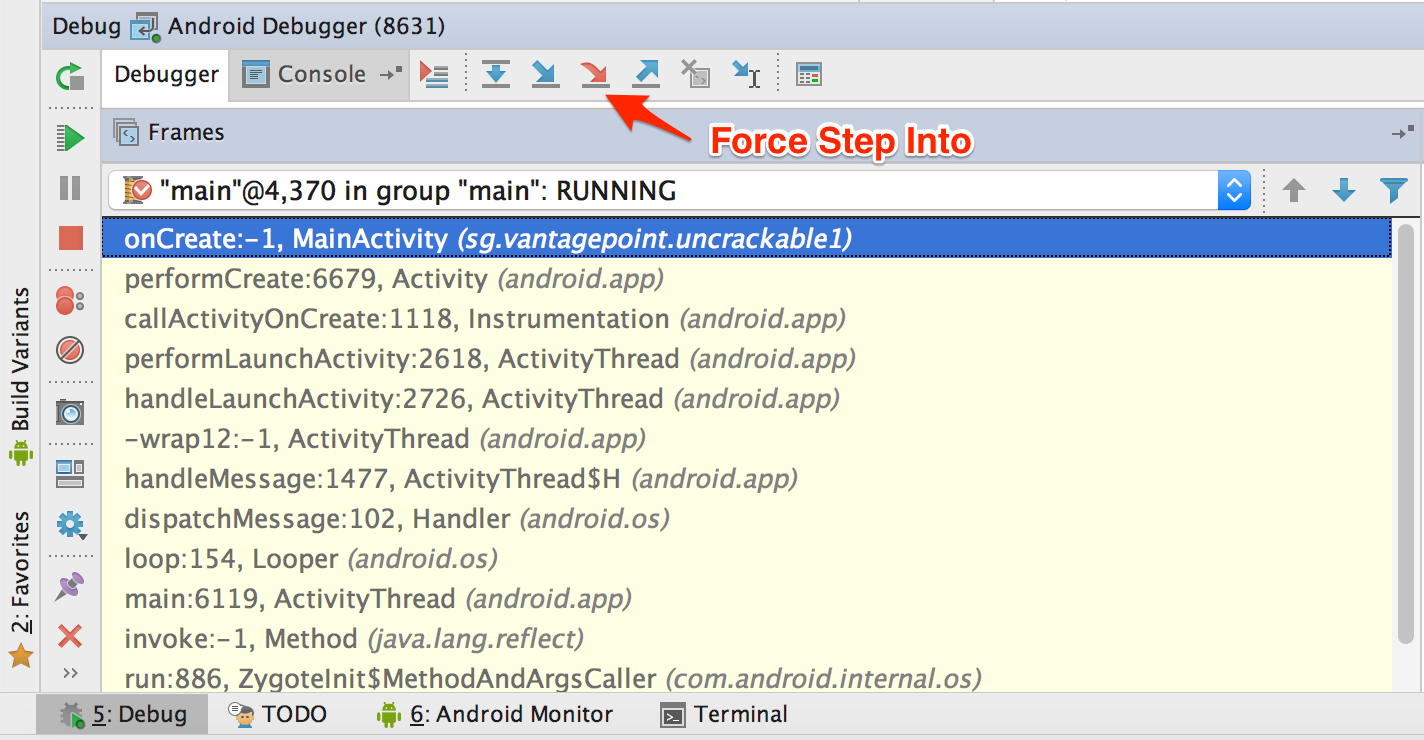 Debug Android Debugger (8631)
Debugger Console
Force Step Into
Frames
"main"@4,370 in group "main": RUNNING
onCreate:-1, MainActivity (sg.vantagepoint.uncrackable1)
performCreate:6679, Activity (android.app)
callActivityOnCreate:1118, Instrumentation (android.app)
performLaunchActivity:2618, ActivityThread (android.app)
handleLaunchActivity:2726, ActivityThread (android.app)
-wrap12:-1, ActivityThread (android.app)
handleMessage:1477, ActivityThread$H (android.app)
dispatchMessage:102, Handler (android.os)
loop:154, Looper (android.os)
main:6119, ActivityThread (android.app)
invoke:-1, Method (java.lang.reflect)
run:886, ZygoteInit$MethodAndArgsCaller (com.android.internal.os)
Build Variants
2: Favorites
5: Debug TODO 6: Android Monitor Terminal